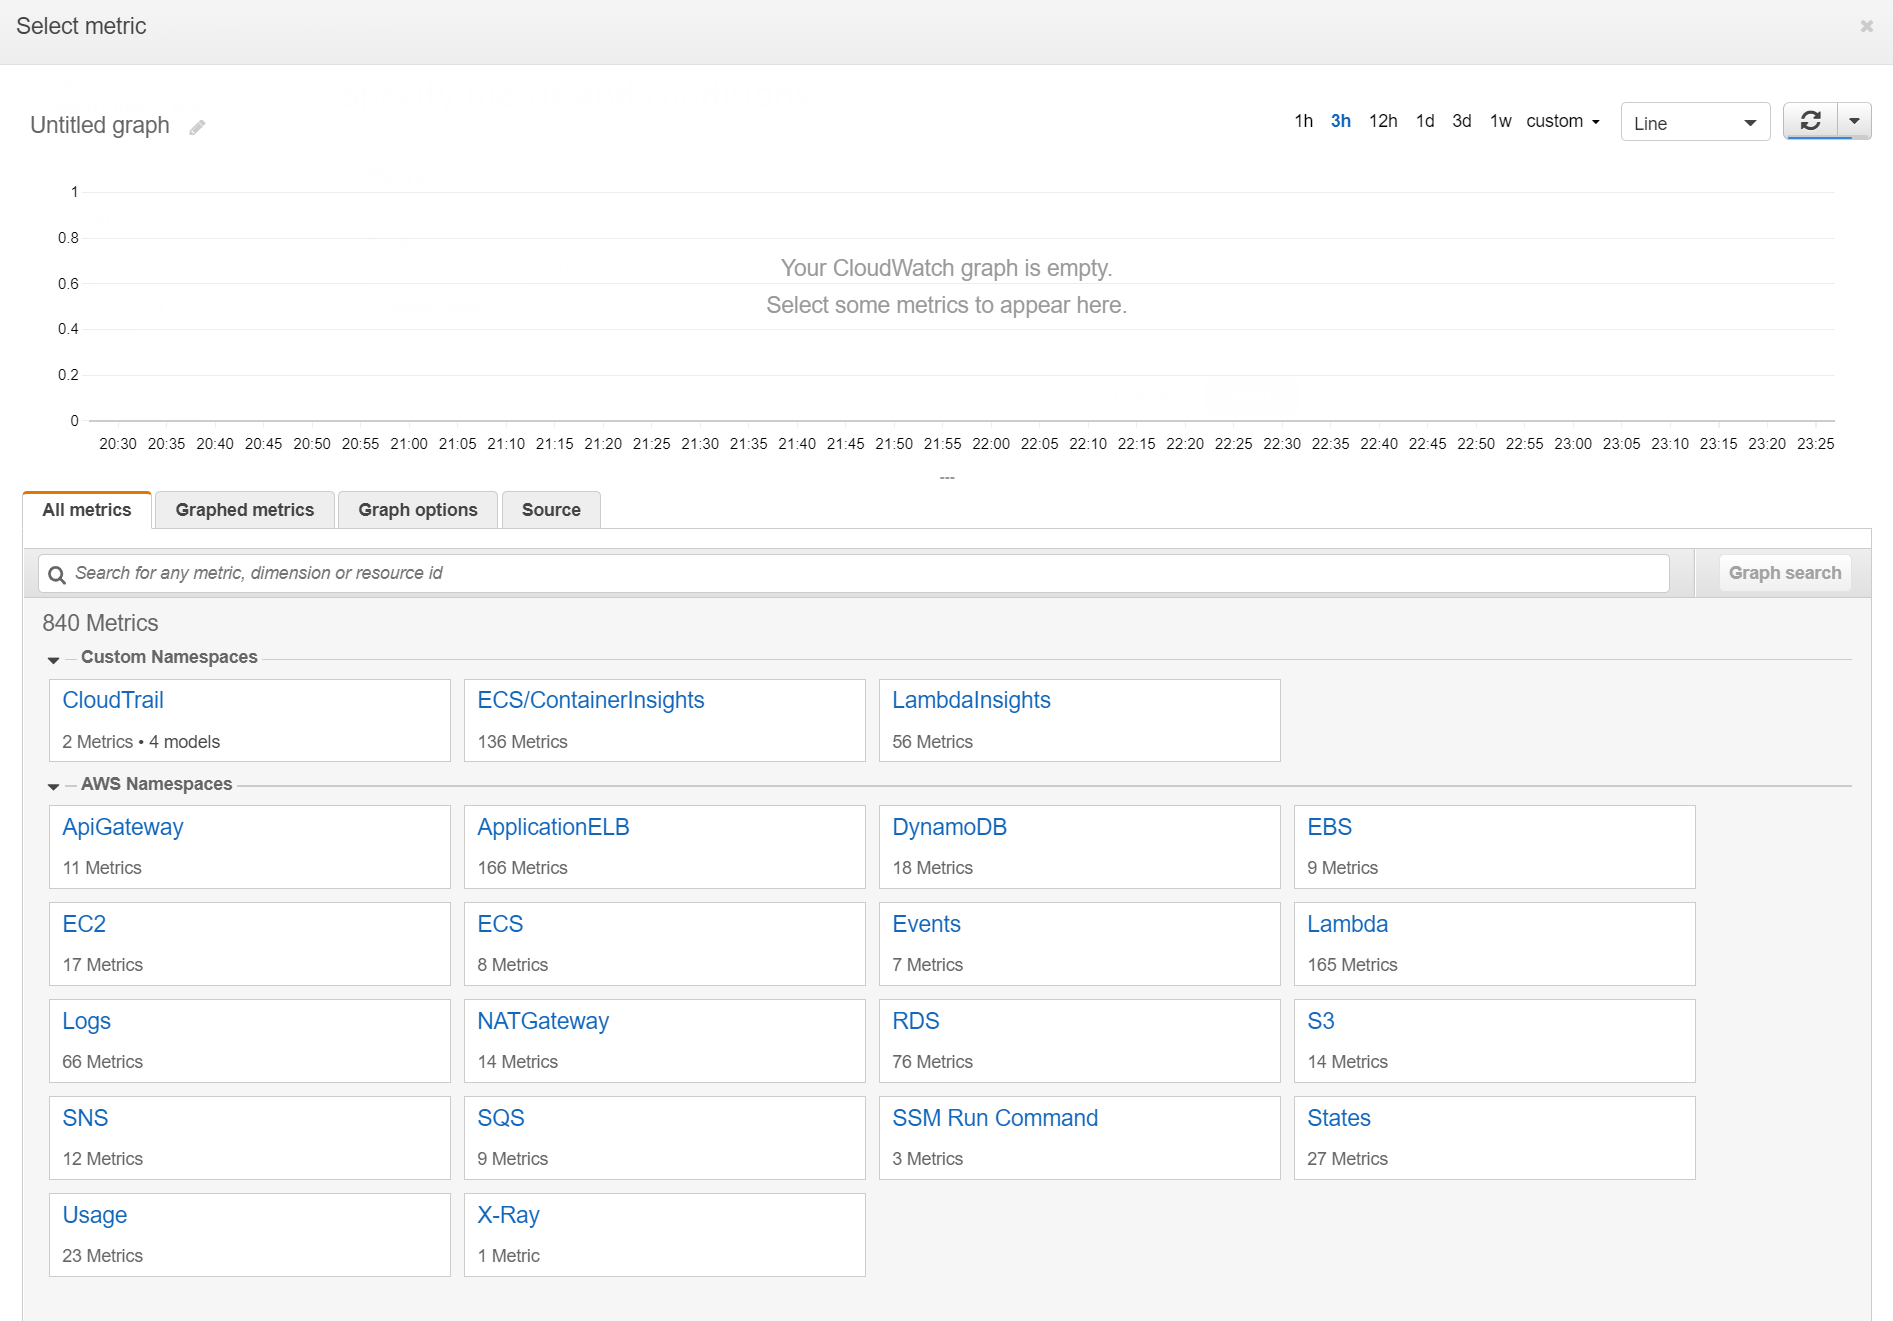 Select metric
Untitled graph
1h 3h 12h 1d 3d 1w custom
Line
1
0.8
0.6
0.4
0.2
0
Your CloudWatch graph is empty.
Select some metrics to appear here.
20:30 20:35 20:40 20:45 20:50 20:55 21:00 21:05 21:10 21:15 21:20 21:25 21:30 21:35 21:40 21:45 21:50 21:55 22:00 22:05 22:10 22:15 22:20 22:25 22:30 22:35 22:40 22:45 22:50 22:55 23:00 23:05 23:10 23:15 23:20 23:25
---
All metrics Graphed metrics Graph options Source
Search for any metric, dimension or resource id
Graph search
840 Metrics
Custom Namespaces
CloudTrail
2 Metrics • 4 models
ECS/ContainerInsights
136 Metrics
LambdaInsights
56 Metrics
AWS Namespaces
ApiGateway
11 Metrics
ApplicationELB
166 Metrics
DynamoDB
18 Metrics
EBS
9 Metrics
EC2
17 Metrics
ECS
8 Metrics
Events
7 Metrics
Lambda
165 Metrics
Logs
66 Metrics
NATGateway
14 Metrics
RDS
76 Metrics
S3
14 Metrics
SNS
12 Metrics
SQS
9 Metrics
SSM Run Command
3 Metrics
States
27 Metrics
Usage
23 Metrics
X-Ray
1 Metric